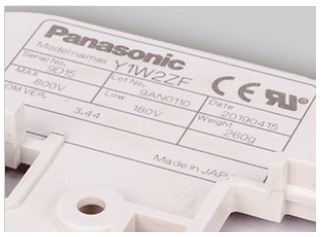 Panasonic
Modelname: Y1W2ZF
Serial No. Lot No. Date
9D15 9AN0110 20190415
MAX Low Weight
800V 180V 260g
OM VER. 3.44
Made in JAP